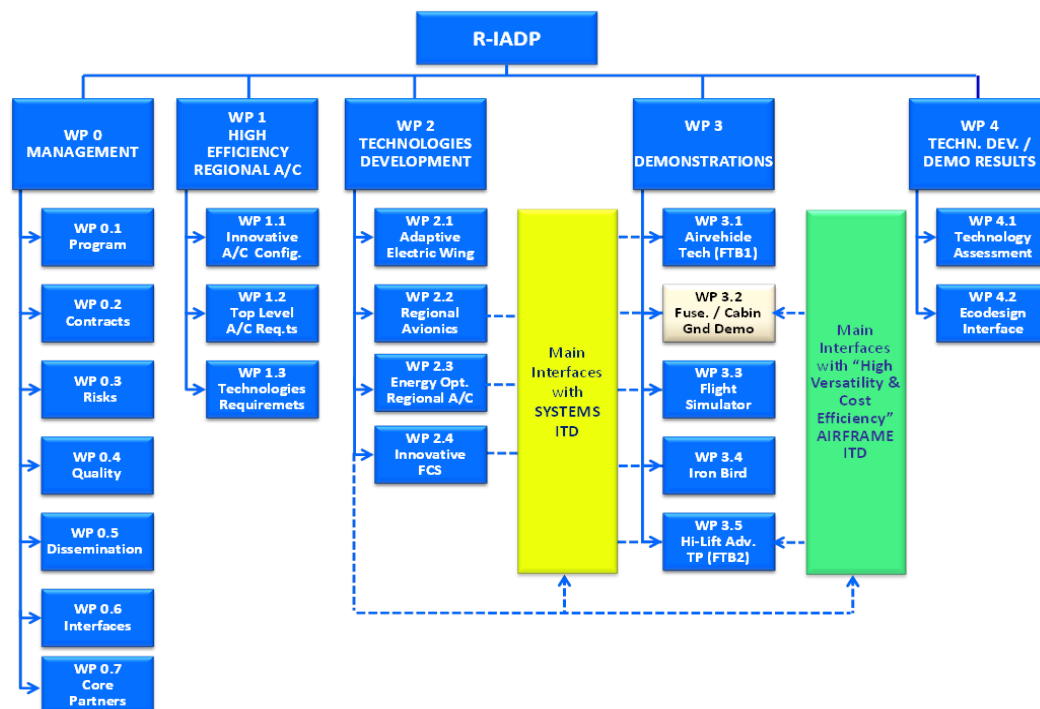 R-IADP
WP 0
MANAGEMENT
WP 1
HIGH
EFFICIENCY
REGIONAL A/C
WP 2
TECHNOLOGIES
DEVELOPMENT
WP 3
DEMONSTRATIONS
WP 4
TECHN. DEV. /
DEMO RESULTS
WP 0.1
Program
WP 0.2
Contracts
WP 0.3
Risks
WP 0.4
Quality
WP 0.5
Dissemination
WP 0.6
Interfaces
WP 0.7
Core
Partners
WP 1.1
Innovative
A/C Config.
WP 1.2
Top Level
A/C Req.ts
WP 1.3
Technologies
Requiremets
WP 2.1
Adaptive
Electric Wing
WP 2.2
Regional
Avionics
WP 2.3
Energy Opt.
Regional A/C
WP 2.4
Innovative
FCS
Main
Interfaces
with
SYSTEMS
ITD
WP 3.1
Airvehicle
Tech (FTB1)
WP 3.2
Fuse. / Cabin
Gnd Demo
WP 3.3
Flight
Simulator
WP 3.4
Iron Bird
WP 3.5
Hi-Lift Adv.
TP (FTB2)
Main
Interfaces
with "High
Versatility &
Cost
Efficiency"
AIRFRAME
ITD
WP 4.1
Technology
Assessment
WP 4.2
Ecodesign
Interface